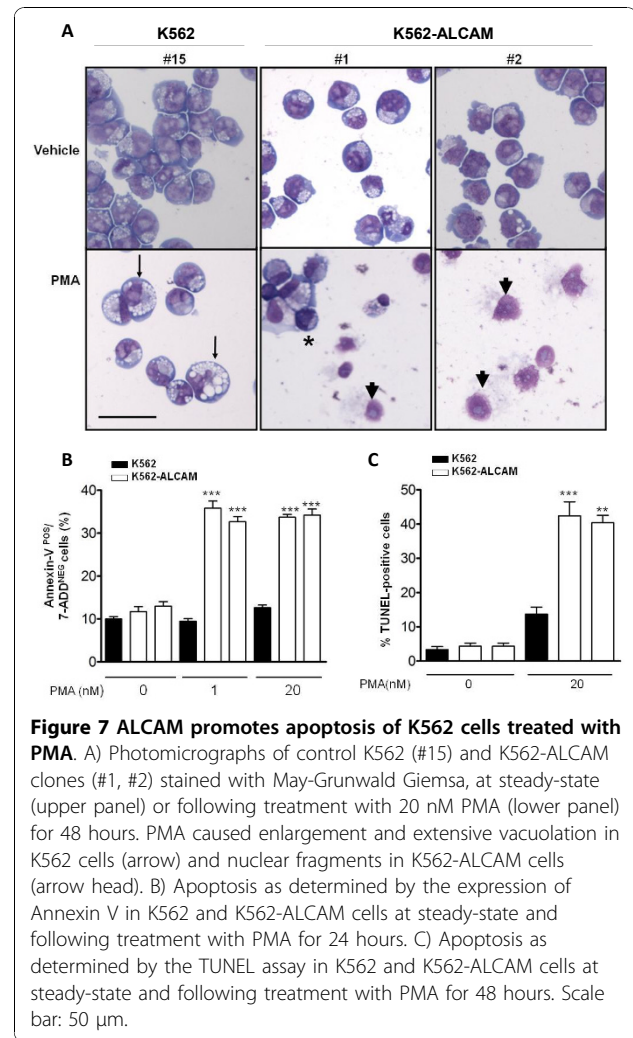 A
K562
K562-ALCAM
#15
#1
#2
Vehicle
PMA
*
B
K562
K562-ALCAM
Annexin-V POS/
7-ADD NEG cells (%)
40
30
20
10
0
***
***
***
***
PMA (nM)
0
1
20
C
K562
K562-ALCAM
% TUNEL-positive cells
50
40
30
20
10
0
***
**
PMA(nM)
0
20
Figure 7 ALCAM promotes apoptosis of K562 cells treated with
PMA. A) Photomicrographs of control K562 (#15) and K562-ALCAM
clones (#1, #2) stained with May-Grunwald Giemsa, at steady-state
(upper panel) or following treatment with 20 nM PMA (lower panel)
for 48 hours. PMA caused enlargement and extensive vacuolation in
K562 cells (arrow) and nuclear fragments in K562-ALCAM cells
(arrow head). B) Apoptosis as determined by the expression of
Annexin V in K562 and K562-ALCAM cells at steady-state and
following treatment with PMA for 24 hours. C) Apoptosis as
determined by the TUNEL assay in K562 and K562-ALCAM cells at
steady-state and following treatment with PMA for 48 hours. Scale
bar: 50 μm.